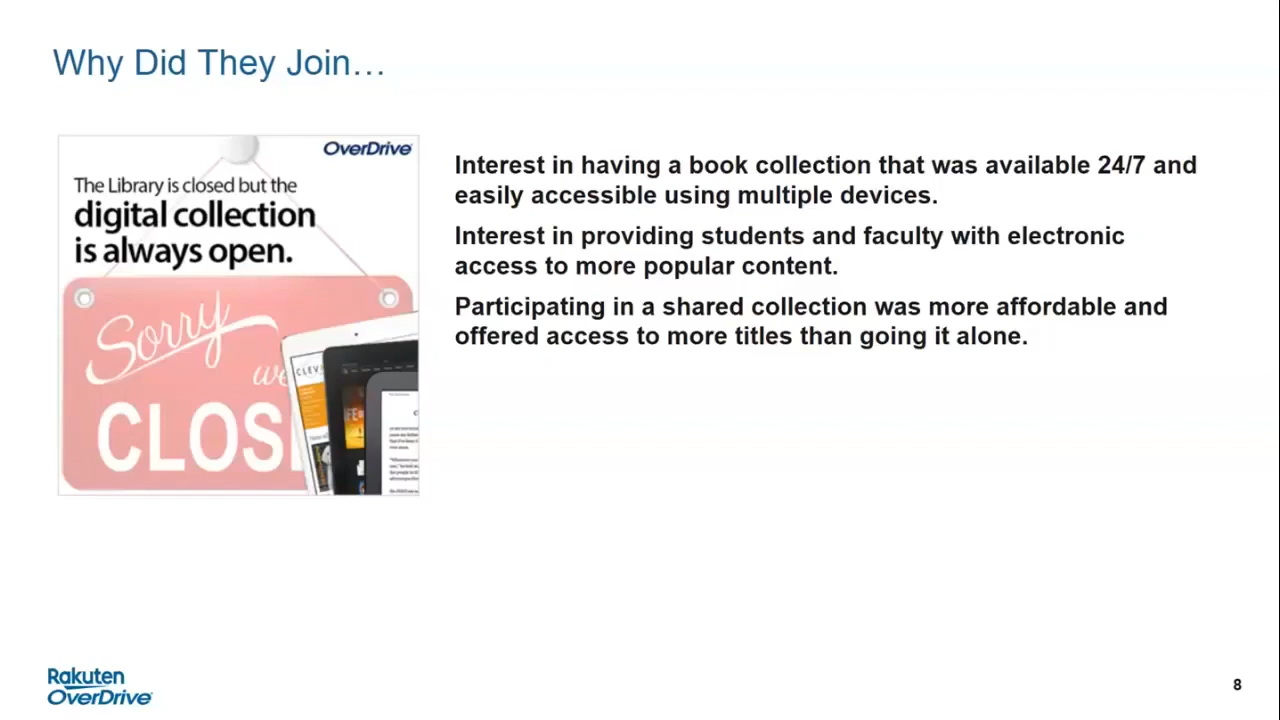 Why Did They Join…
OverDrive
The Library is closed but the
digital collection
is always open.
Sorry
we
CLOS
CLEV
Interest in having a book collection that was available 24/7 and
easily accessible using multiple devices.
Interest in providing students and faculty with electronic
access to more popular content.
Participating in a shared collection was more affordable and
offered access to more titles than going it alone.
Rakuten
OverDrive
8